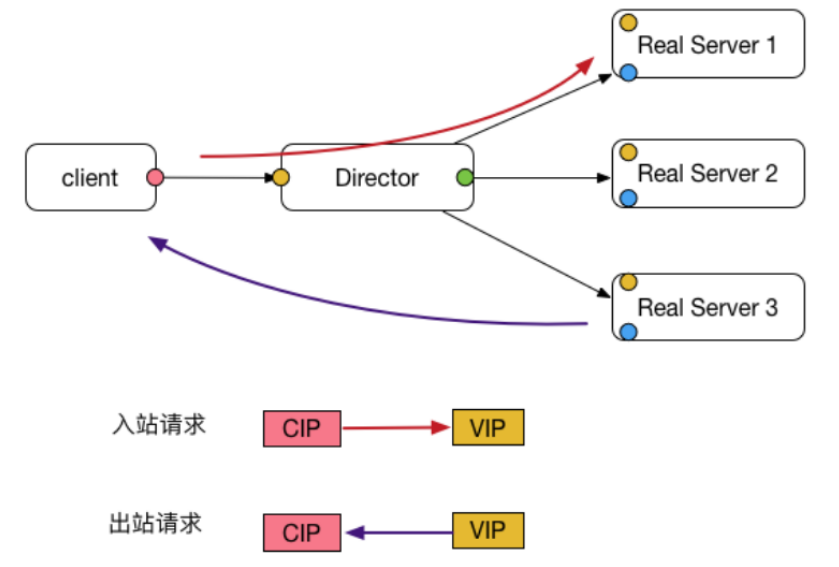 Real Server 1
client
Director
Real Server 2
Real Server 3
入站请求
CIP
VIP
出站请求
CIP
VIP